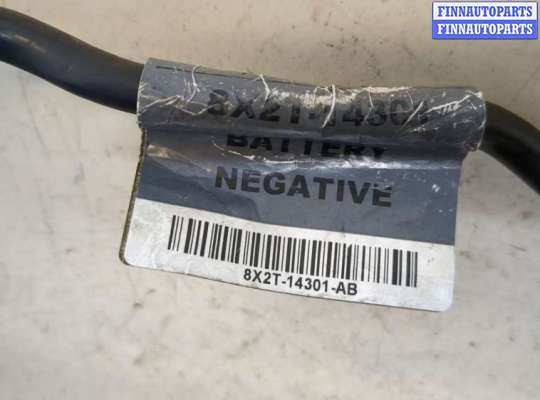 FINNAUTOPARTS
FINNAUTOPARTS
BATTERY
NEGATIVE
8X2T-14301-AB